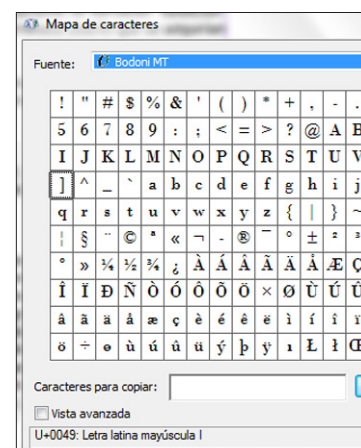 Mapa de caracteres
Fuente: Bodoni MT
! " # $ % & ' ( ) * + , - .
5 6 7 8 9 : ; < = > ? @ A B
I J K L M N O P Q R S T U V
] ^ _ ` a b c d e f g h i j
q r s t u v w x y z { | } ~
¦ § ¨ © ª « ¬ - ® ¯ ° ± ² ³
º » ¼ ½ ¾ ¿ À Á Â Ã Ä Å Æ Ç
Î Ï Ð Ñ Ò Ó Ô Õ Ö × Ø Ù Ú Û
â ã ä å æ ç è é ê ë ì í î ï
ö ÷ ø ù ú û ü ý þ ÿ ı Ł ł Œ
Caracteres para copiar:
Vista avanzada
U+0049: Letra latina mayúscula I